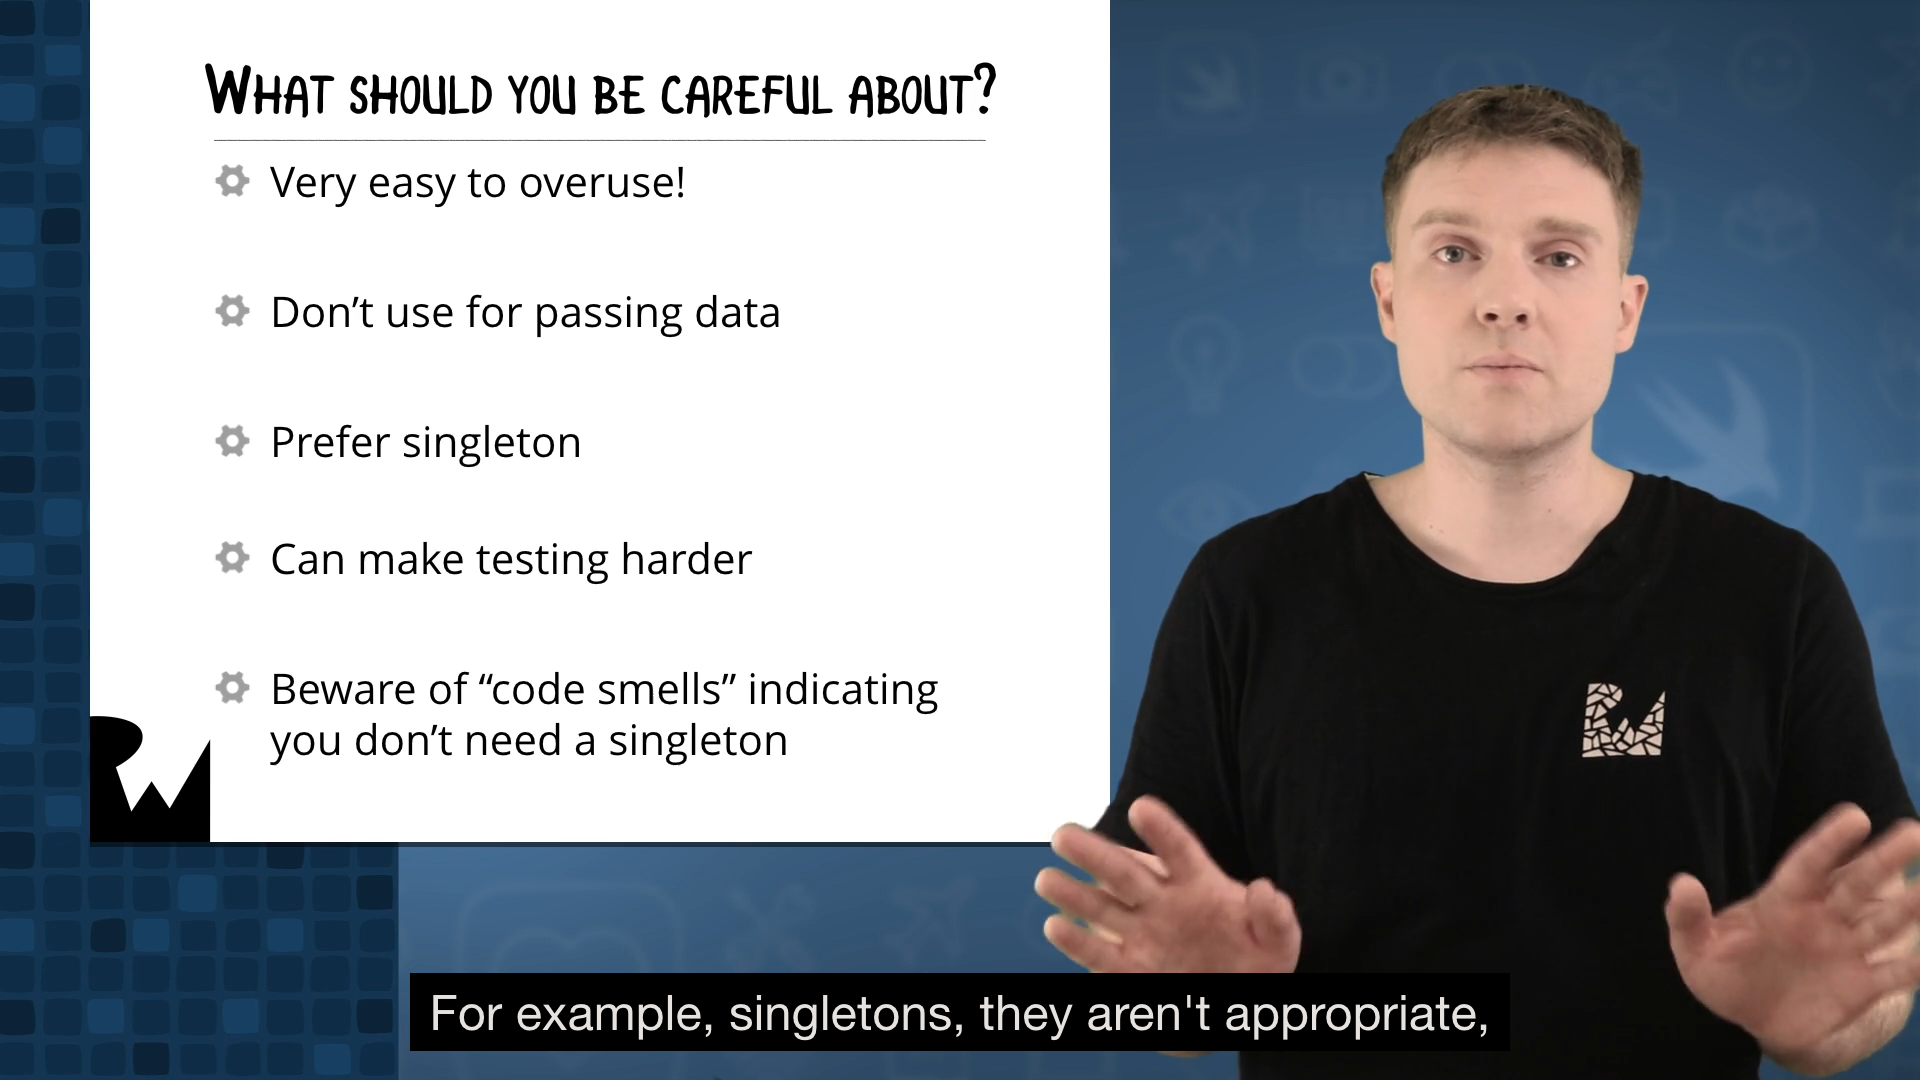 WHAT SHOULD YOU BE CAREFUL ABOUT?
Very easy to overuse!
Don’t use for passing data
Prefer singleton
Can make testing harder
Beware of “code smells” indicating
you don’t need a singleton
For example, singletons, they aren't appropriate,